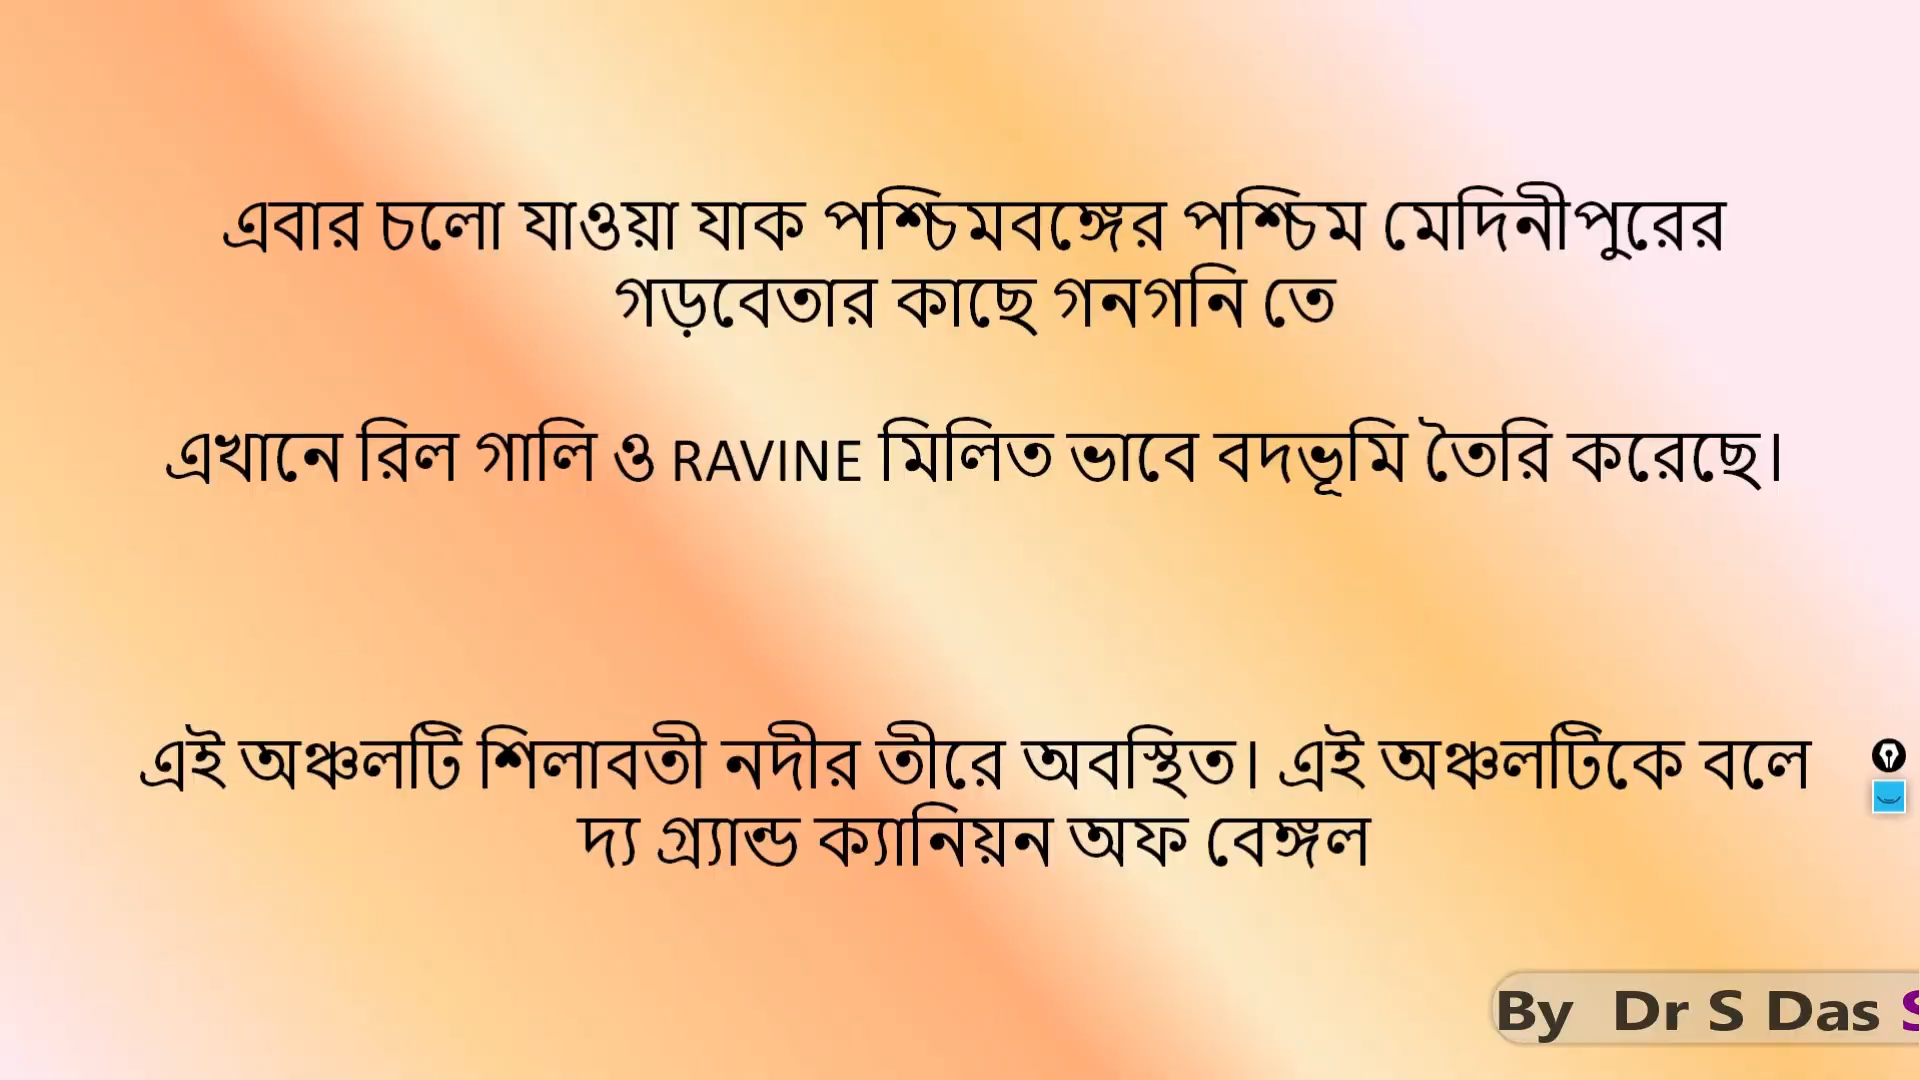 এবার চলো যাওয়া যাক পশ্চিমবঙ্গের পশ্চিম মেদিনীপুরের
গড়বেতার কাছে গনগনি তে
এখানে রিল গালি ও RAVINE মিলিত ভাবে বদভূমি তৈরি করেছে।
এই অঞ্চলটি শিলাবতী নদীর তীরে অবস্থিত। এই অঞ্চলটিকে বলে
দ্য গ্র্যান্ড ক্যানিয়ন অফ বেঙ্গল
By Dr S Das